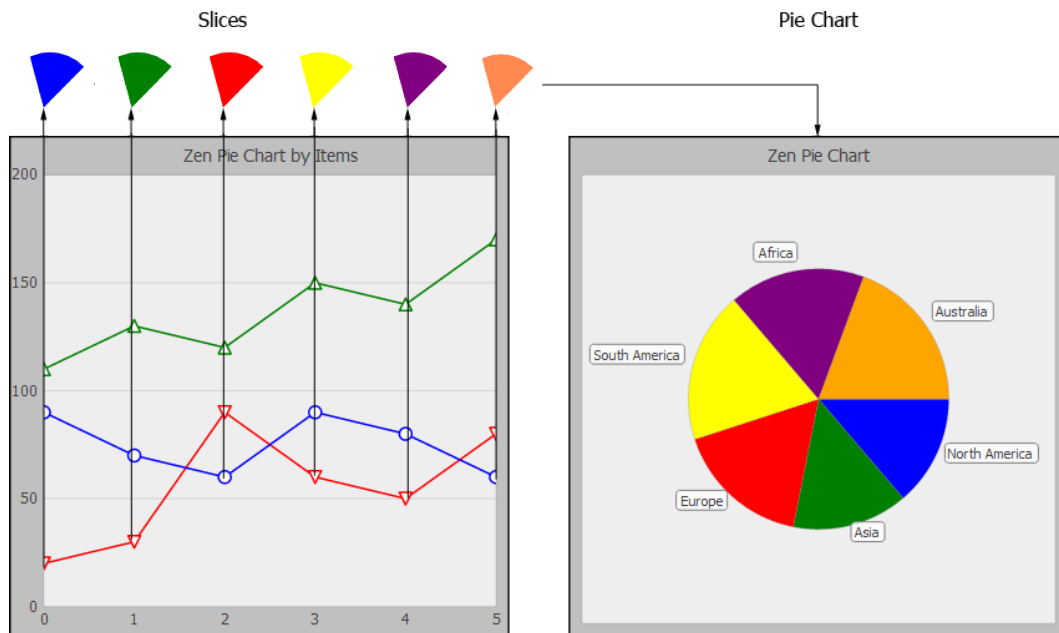 Slices
Pie Chart
Zen Pie Chart by Items
200
150
100
50
0
0 1 2 3 4 5
Zen Pie Chart
Africa
Australia
South America
North America
Europe
Asia